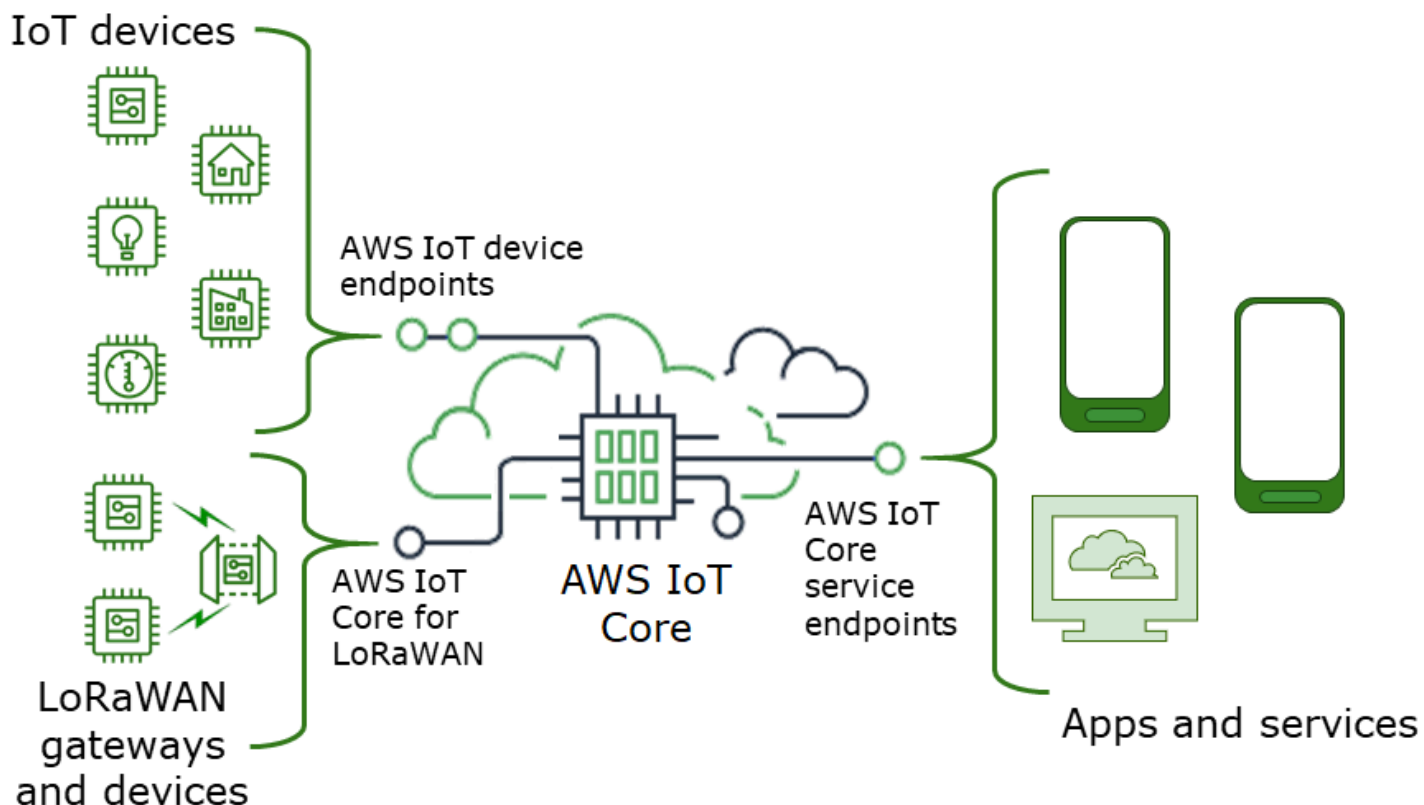 IoT devices
AWS IoT device
endpoints
AWS IoT
Core for
LoRaWAN
AWS IoT
Core
AWS IoT
Core
service
endpoints
LoRaWAN
gateways
and devices
Apps and services